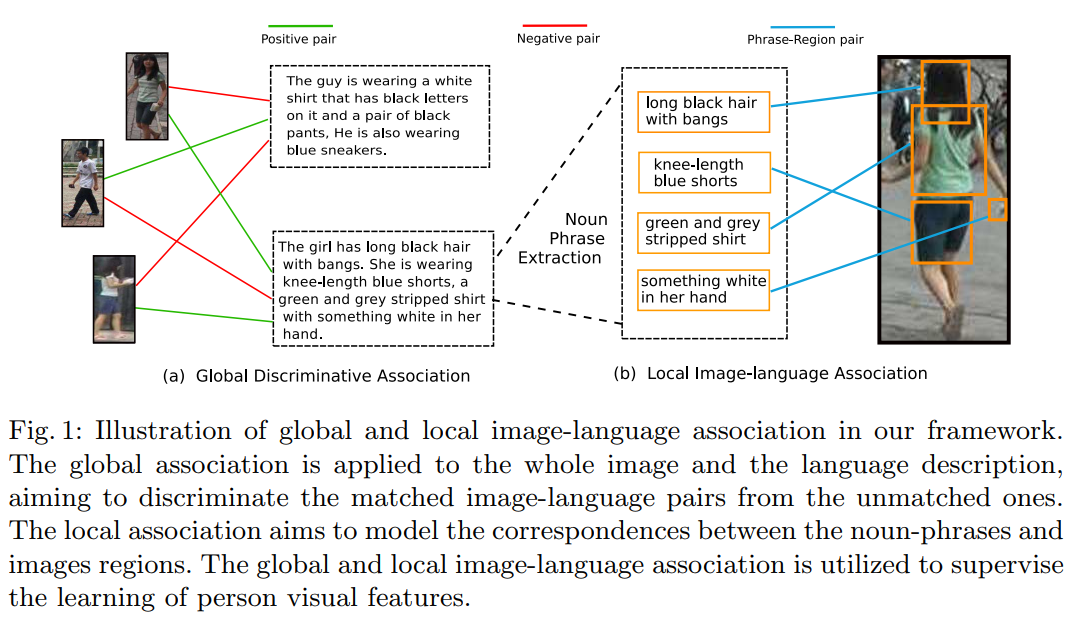 Positive pair
Negative pair
Phrase-Region pair
The guy is wearing a white
shirt that has black letters
on it and a pair of black
pants, He is also wearing
blue sneakers.
The girl has long black hair
with bangs. She is wearing
knee-length blue shorts, a
green and grey stripped shirt
with something white in her
hand.
Noun
Phrase
Extraction
long black hair
with bangs
knee-length
blue shorts
green and grey
stripped shirt
something white
in her hand
(a) Global Discriminative Association
(b) Local Image-language Association
Fig. 1: Illustration of global and local image-language association in our framework.
The global association is applied to the whole image and the language description,
aiming to discriminate the matched image-language pairs from the unmatched ones.
The local association aims to model the correspondences between the noun-phrases and
images regions. The global and local image-language association is utilized to supervise
the learning of person visual features.